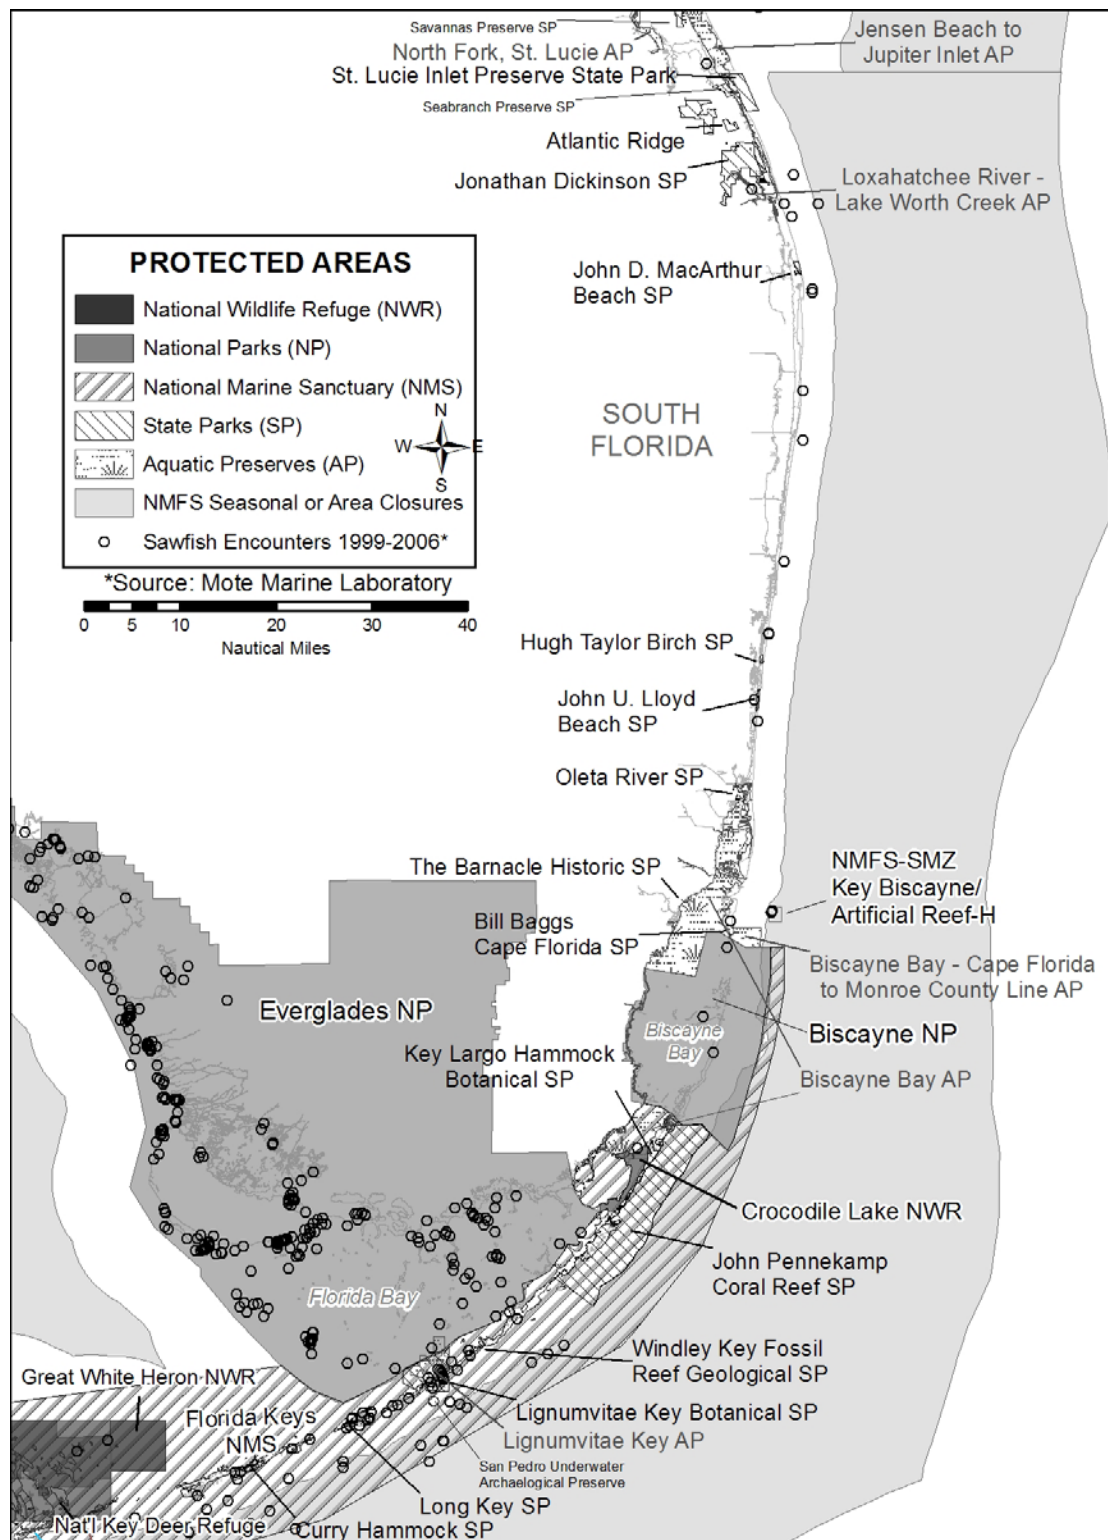 Savannas Preserve SP
North Fork, St. Lucie AP
Jensen Beach to
Jupiter Inlet AP
St. Lucie Inlet Preserve State Park
Seabranch Preserve SP
Atlantic Ridge
Jonathan Dickinson SP
Loxahatchee River -
Lake Worth Creek AP
PROTECTED AREAS
National Wildlife Refuge (NWR)
National Parks (NP)
National Marine Sanctuary (NMS)
State Parks (SP)
Aquatic Preserves (AP)
NMFS Seasonal or Area Closures
Sawfish Encounters 1999-2006*
N
W E
S
*Source: Mote Marine Laboratory
0 5 10 20 30 40
Nautical Miles
John D. MacArthur
Beach SP
SOUTH
FLORIDA
Hugh Taylor Birch SP
John U. Lloyd
Beach SP
Oleta River SP
The Barnacle Historic SP
NMFS-SMZ
Key Biscayne/
Artificial Reef-H
Bill Baggs
Cape Florida SP
Biscayne Bay - Cape Florida
to Monroe County Line AP
Everglades NP
Biscayne
Bay
Biscayne NP
Key Largo Hammock
Botanical SP
Biscayne Bay AP
Crocodile Lake NWR
John Pennekamp
Coral Reef SP
Florida Bay
Windley Key Fossil
Reef Geological SP
Great White Heron NWR
Florida Keys
NMS
Lignumvitae Key Botanical SP
Lignumvitae Key AP
San Pedro Underwater
Archaelogical Preserve
Long Key SP
Nat'l Key Deer Refuge
Curry Hammock SP